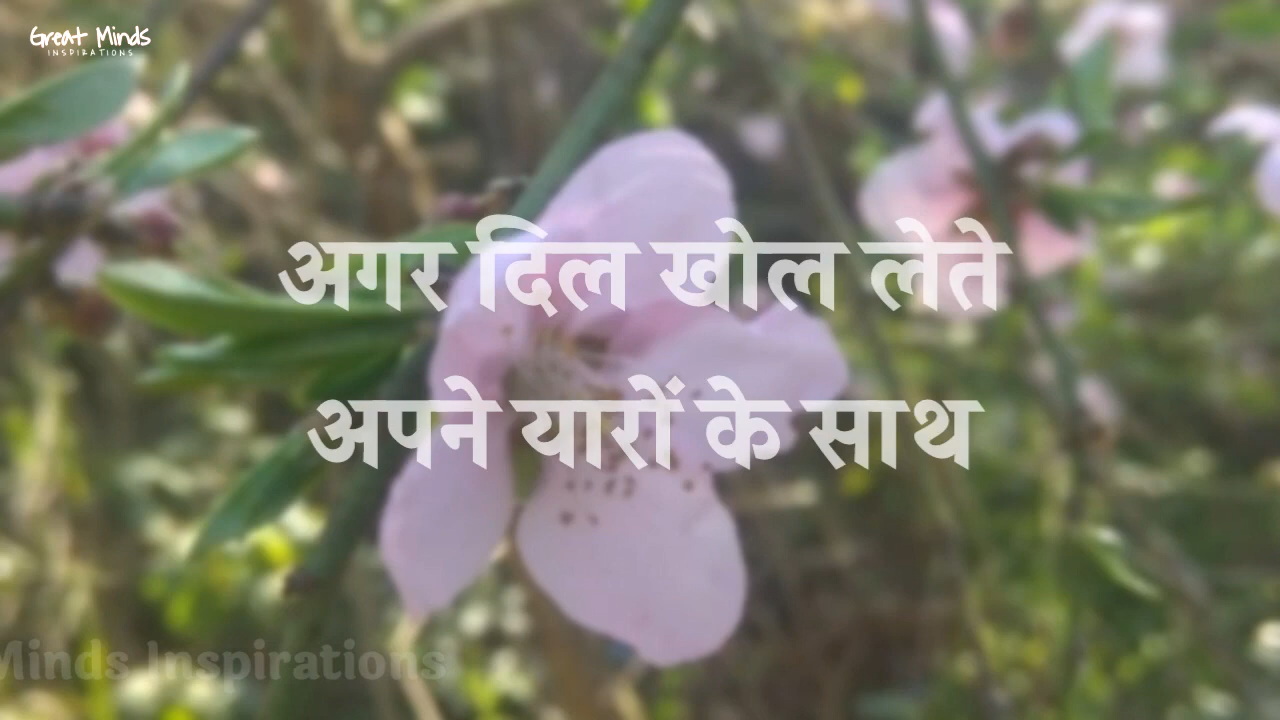 Great Minds
INSPIRATIONS
अगर दिल खोल लेते
अपने यारों के साथ
Minds Inspirations